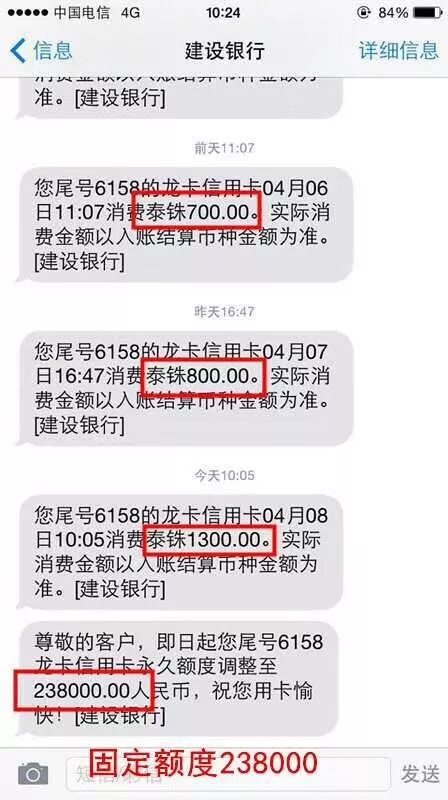 中国电信 4G 10:24 84%
信息 建设银行 详细信息
消费金额以入账结算币种金额为
准。[建设银行]
前天11:07
您尾号6158的龙卡信用卡04月06
日11:07消费泰铢700.00。实际消
费金额以入账结算币种金额为准。
[建设银行]
昨天16:47
您尾号6158的龙卡信用卡04月07
日16:47消费泰铢800.00。实际消
费金额以入账结算币种金额为准。
[建设银行]
今天10:05
您尾号6158的龙卡信用卡04月08
日10:05消费泰铢1300.00。实际
消费金额以入账结算币种金额为
准。[建设银行]
尊敬的客户，即日起您尾号6158
龙卡信用卡永久额度调整至
238000.00人民币，祝您用卡愉
快！[建设银行]
固定额度238000
短信/彩信 发送